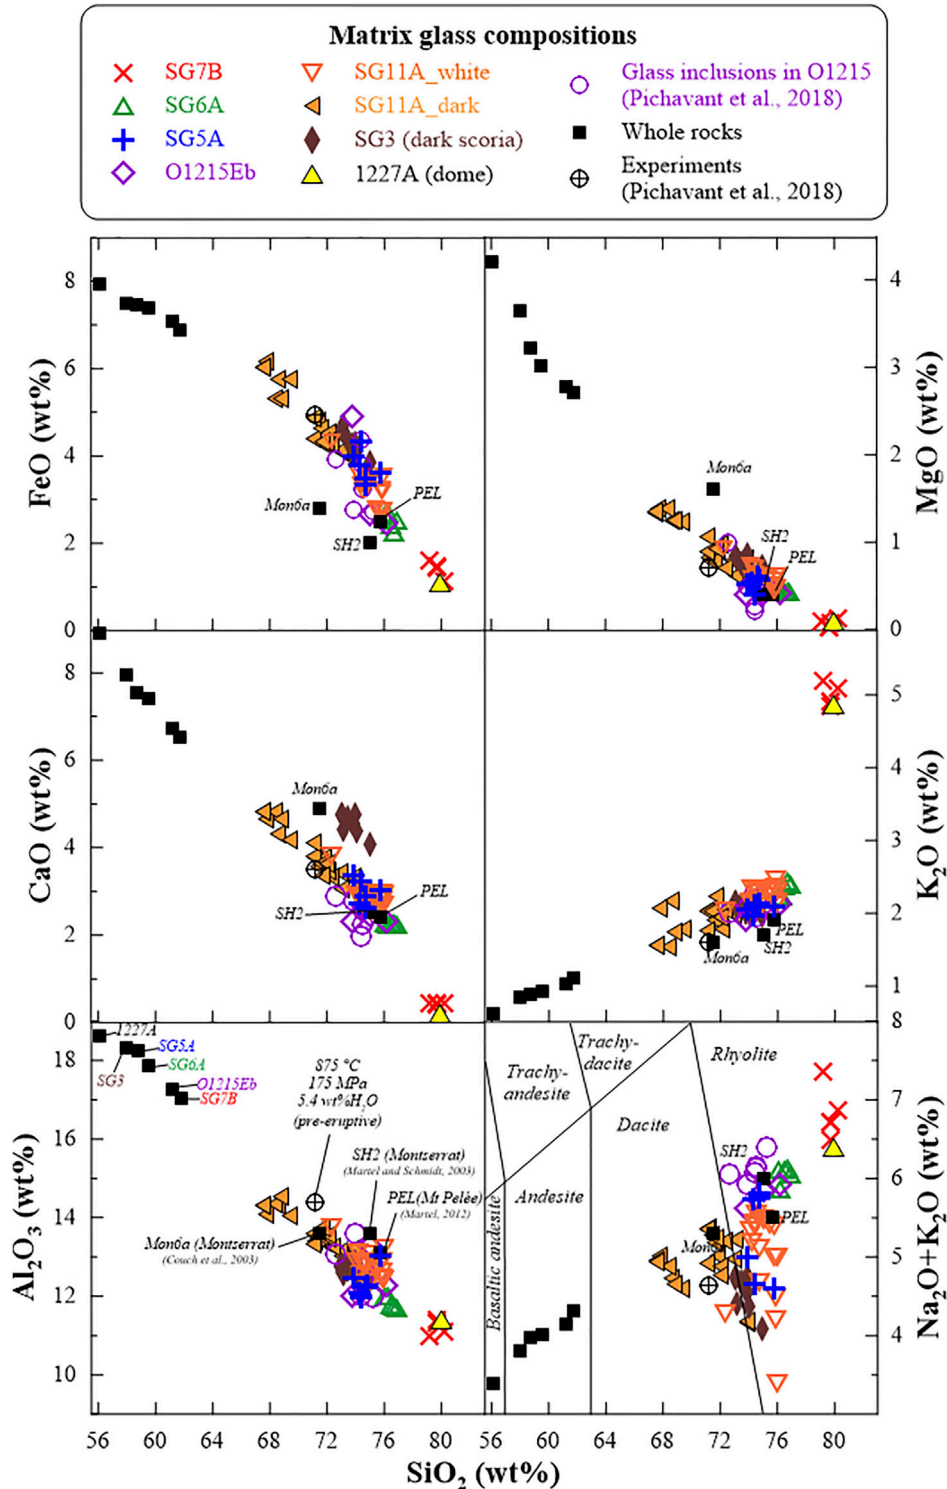 Matrix glass compositions
SG7B
SG6A
SG5A
O1215Eb
SG11A_white
SG11A_dark
SG3 (dark scoria)
1227A (dome)
Glass inclusions in O1215
(Pichavant et al., 2018)
Whole rocks
Experiments
(Pichavant et al., 2018)
FeO (wt%)
8
6
4
2
0
Mon6a
PEL
SH2
MgO (wt%)
4
3
2
1
0
Mon6a
SH2
PEL
CaO (wt%)
8
6
4
2
0
Mon6a
SH2
PEL
K2O (wt%)
5
4
3
2
1
Mon6a
PEL
SH2
Al2O3 (wt%)
18
16
14
12
10
1227A
SG3
SG5A
SG6A
O1215Eb
SG7B
875 °C
175 MPa
5.4 wt%H2O
(pre-eruptive)
SH2 (Montserrat)
(Martel and Schmidt, 2003)
PEL(Mt Pelée)
(Martel, 2012)
Mon6a (Montserrat)
(Couch et al., 2003)
Na2O+K2O (wt%)
8
7
6
5
4
Trachy-
andesite
Trachy-
dacite
Rhyolite
Dacite
Andesite
Basaltic andesite
SH2
PEL
Mon6a
56 60 64 68 72 76 80
56 60 64 68 72 76 80
SiO2 (wt%)